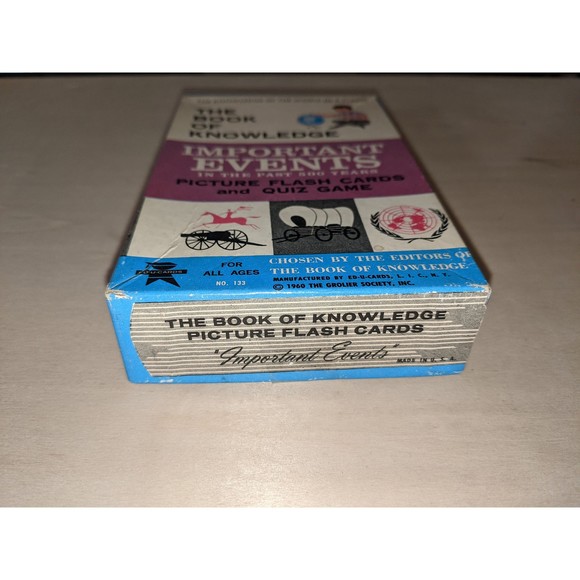 THE
BOOK
OF
KNOWLEDGE
IMPORTANT
EVENTS
IN THE PAST 500 YEARS
PICTURE FLASH CARDS
and QUIZ GAME
ED-U-CARDS
FOR
ALL AGES
NO. 133
CHOSEN BY THE EDITORS OF
THE BOOK OF KNOWLEDGE
MANUFACTURED BY ED-U-CARDS, L. I. C., N. Y.
© 1960 THE GROLIER SOCIETY, INC.
THE BOOK OF KNOWLEDGE
PICTURE FLASH CARDS
"Important Events"
MADE IN U. S. A.